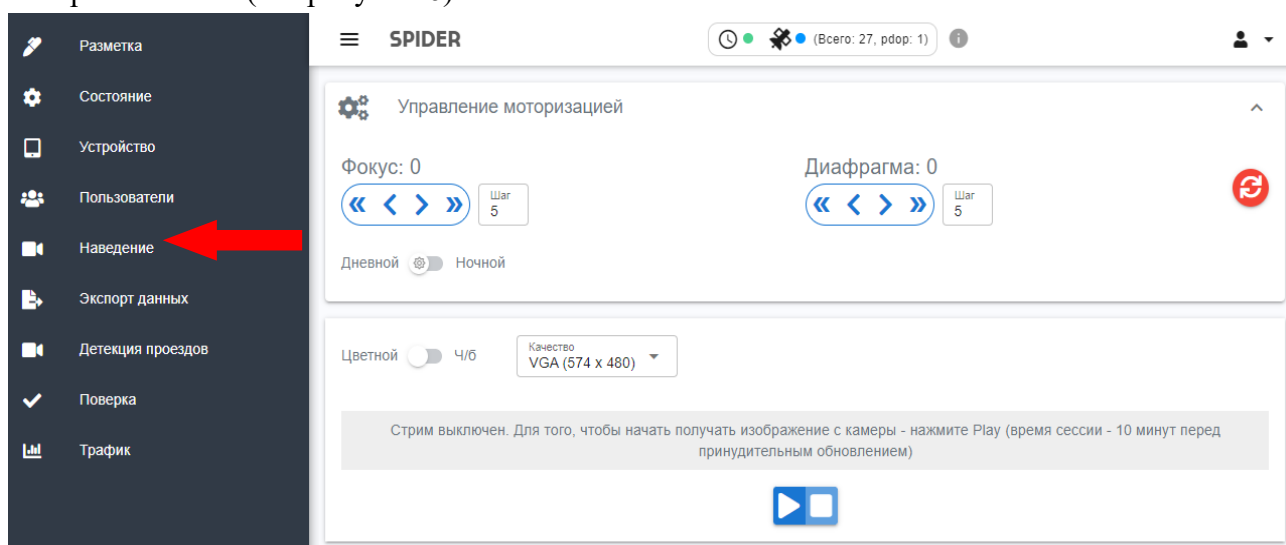 Разметка
Состояние
Устройство
Пользователи
Наведение
Экспорт данных
Детекция проездов
Поверка
Трафик
SPIDER
(Всего: 27, pdop: 1)
Управление моторизацией
Фокус: 0
Шаг
5
Диафрагма: 0
Шаг
5
Дневной Ночной
Цветной Ч/б
Качество
VGA (574 x 480)
Стрим выключен. Для того, чтобы начать получать изображение с камеры - нажмите Play (время сессии - 10 минут перед
принудительным обновлением)